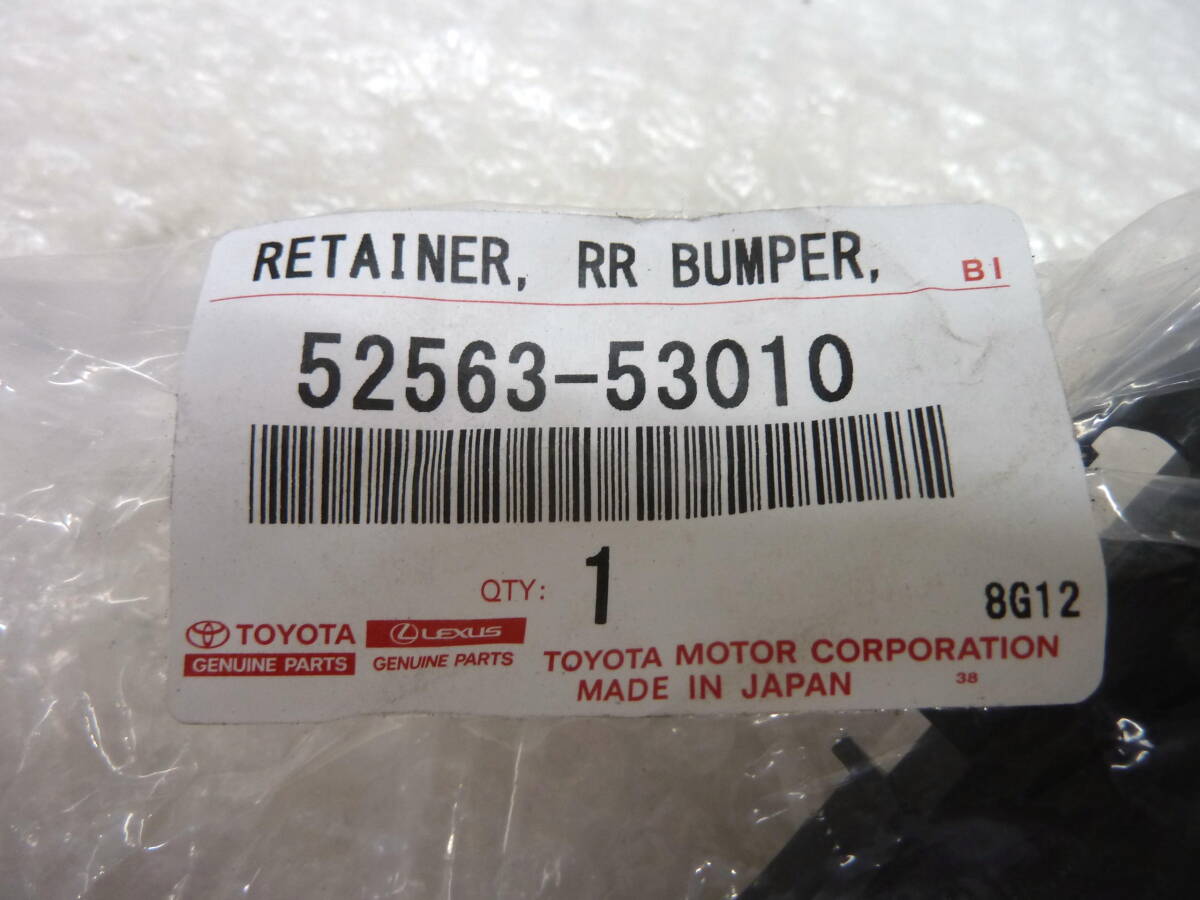 RETAINER, RR BUMPER, BI
52563-53010
QTY: 1
8G12
TOYOTA
GENUINE PARTS
LEXUS
GENUINE PARTS
TOYOTA MOTOR CORPORATION
MADE IN JAPAN 38